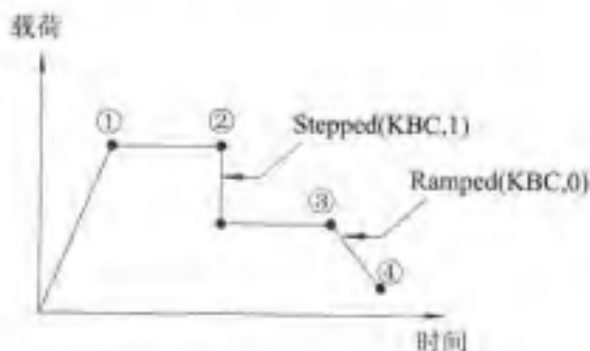 载荷
①
②
Stepped(KBC,1)
Ramped(KBC,0)
③
④
时间